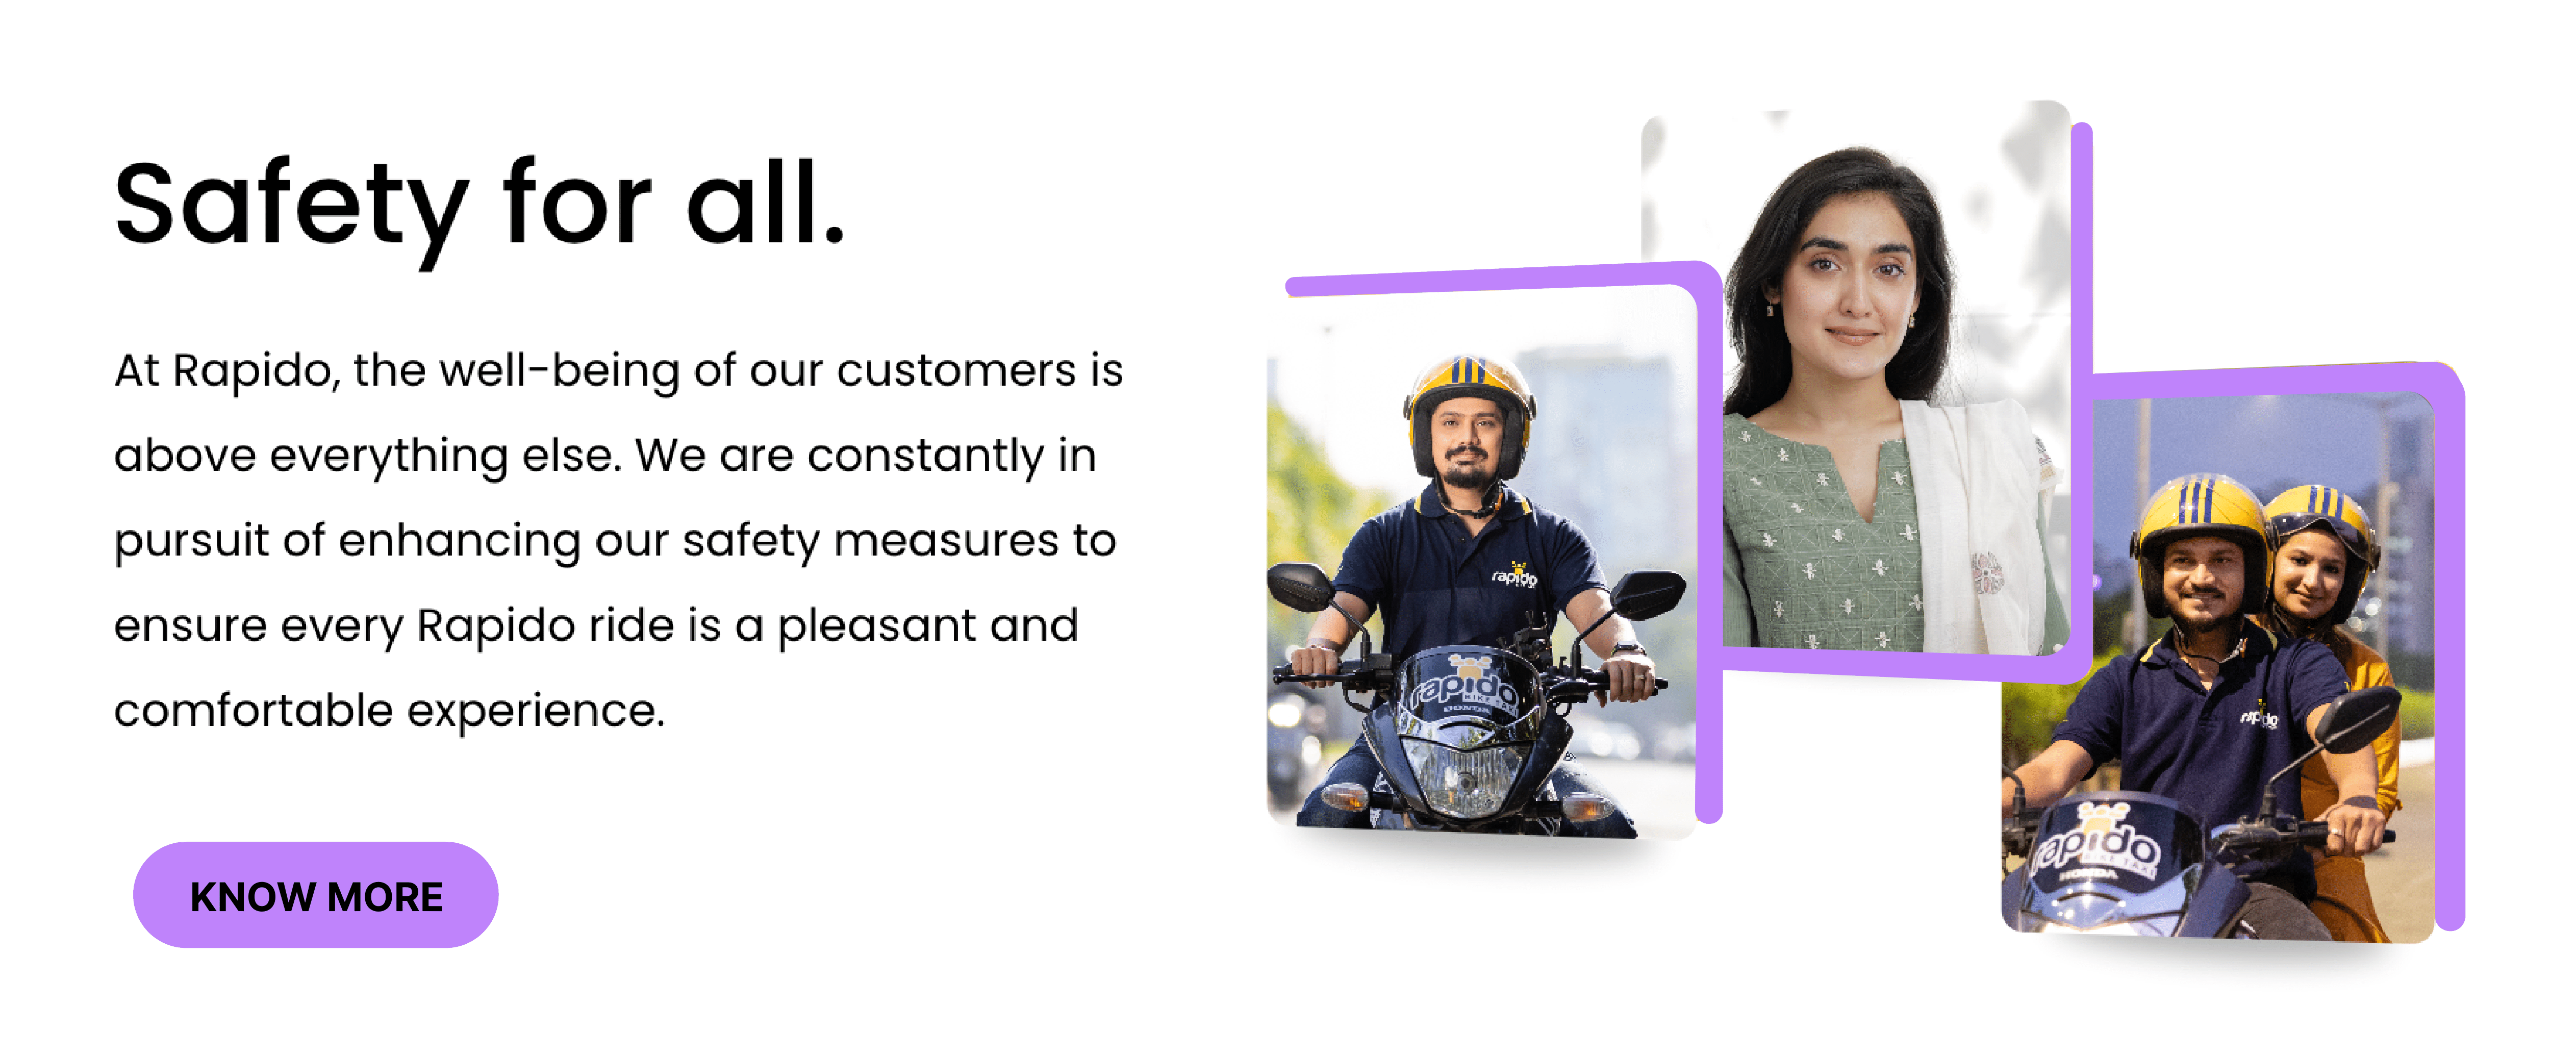 Safety for all.
At Rapido, the well-being of our customers is
above everything else. We are constantly in
pursuit of enhancing our safety measures to
ensure every Rapido ride is a pleasant and
comfortable experience.
KNOW MORE
rapido
rapido
BIKE TAXI
HONDA
rapido
rapido
BIKE TAXI
HONDA